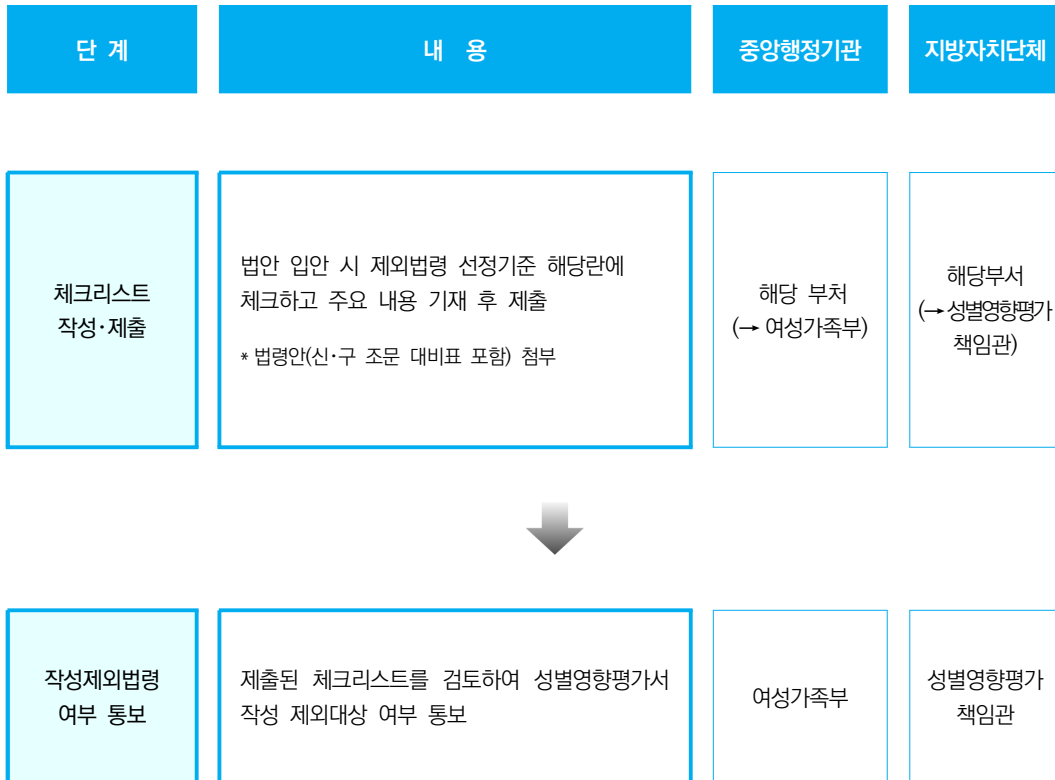 단 계
내 용
중앙행정기관
지방자치단체
체크리스트
작성·제출
법안 입안 시 제외법령 선정기준 해당란에
체크하고 주요 내용 기재 후 제출
* 법령안(신·구 조문 대비표 포함) 첨부
해당 부처
(→ 여성가족부)
해당부서
(→ 성별영향평가
책임관)
작성제외법령
여부 통보
제출된 체크리스트를 검토하여 성별영향평가서
작성 제외대상 여부 통보
여성가족부
성별영향평가
책임관